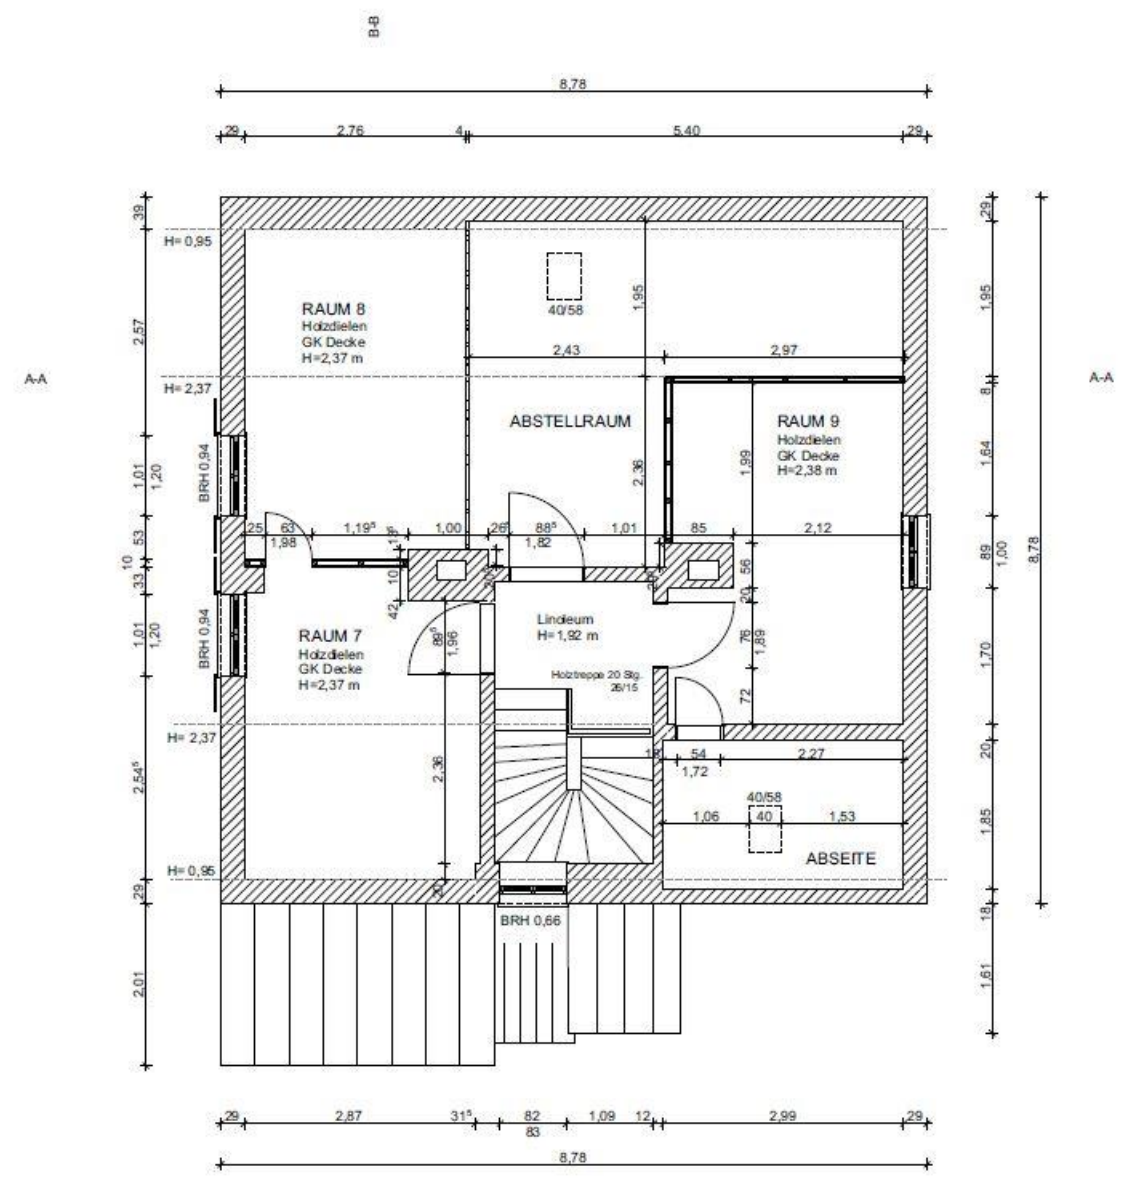 B-B
8,78
29 2.76 4 5.40 29
39
29
H= 0,95
RAUM 8
Holzdielen
GK Decke
H=2,37 m
40/58
1,95
1,95
2,57
2,43
2,97
A-A
A-A
H= 2,37
8
ABSTELLRAUM
RAUM 9
Holzdielen
GK Decke
H=2,38 m
2,36
1,99
1,64
BRH 0,94
1,01
1,20
25 63 1,19⁵ 1,00 26⁵ 88⁵ 1,01 85 2,12
1,98
1,82
53
89
1,00
8,78
10
33
10
42
56
20
Linoleum
H=1,92 m
RAUM 7
Holzdielen
GK Decke
H=2,37 m
BRH 0,94
1,01
1,20
89⁵
1,96
76
1,89
1,70
Holztreppe 20 Stg.
26/15
72
H= 2,37
20
54 2,27
1,72
2,54⁵
2,36
40/58
1,06 40 1,53
1,85
ABSEITE
H= 0,95
29
20
18
BRH 0,66
2,01
1,61
29 2,87 31⁵ 82 1,09 12 2,99 29
83
8,78